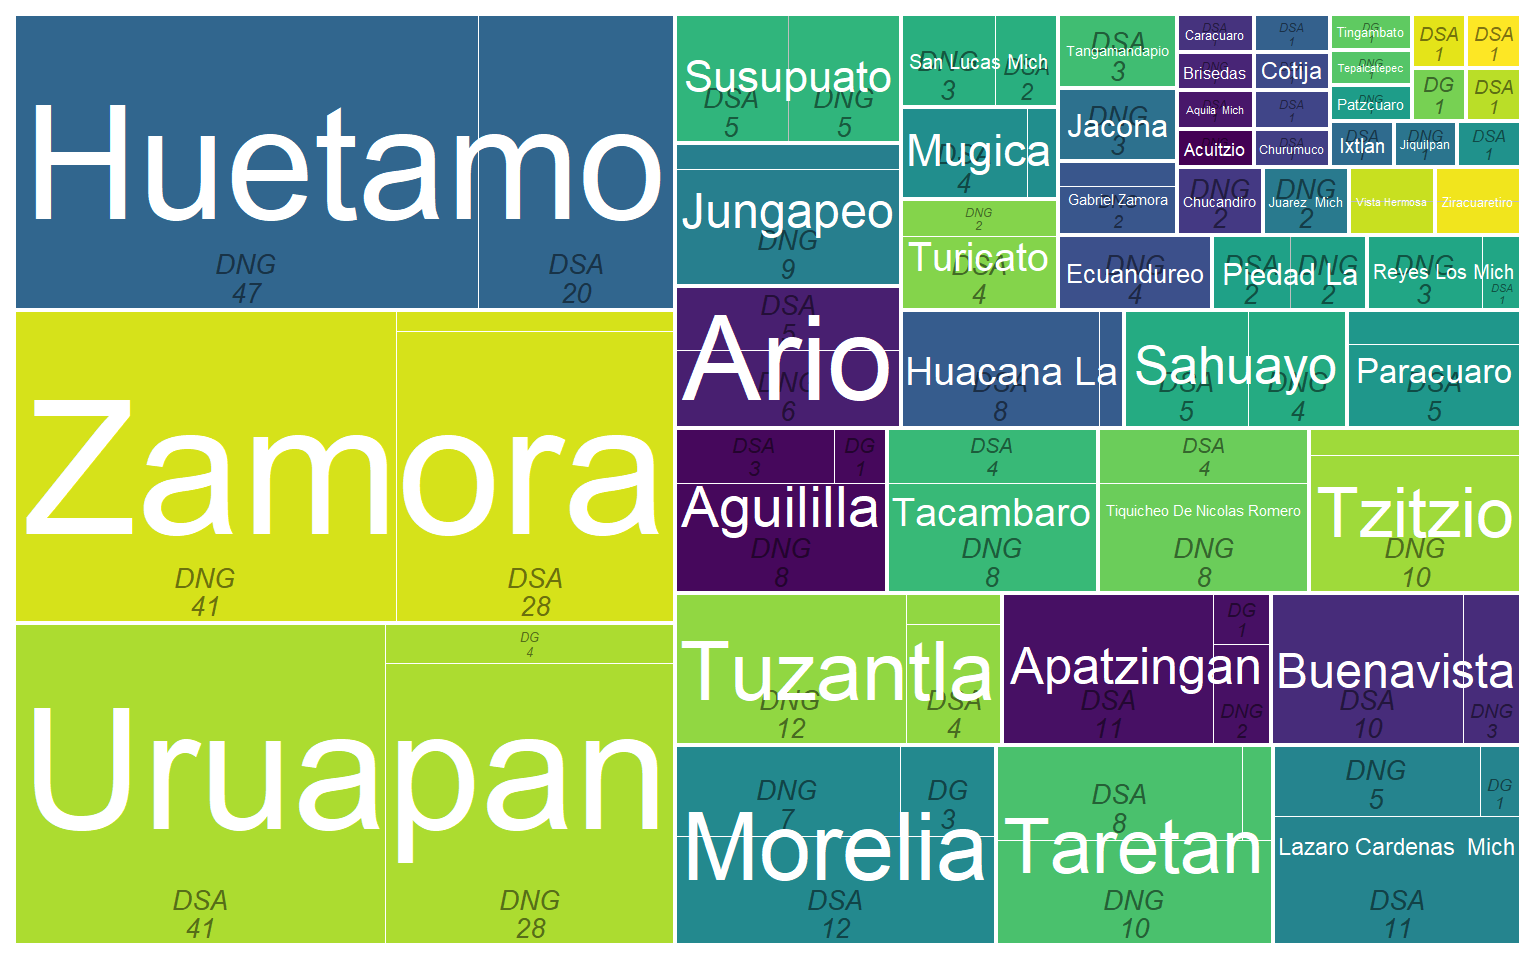 Huetamo
DNG
47
DSA
20
Zamora
DNG
41
DSA
28
Uruapan
DSA
41
DG
4
DNG
28
Susupuato
DSA
5
DNG
5
Jungapeo
DNG
9
Ario
DSA
5
DNG
6
San Lucas Mich
DNG
3
DSA
2
Mugica
DSA
4
DNG
2
Turicato
DSA
4
Tangamandapio
DSA
3
Jacona
DNG
3
Gabriel Zamora
DNG
2
Ecuandureo
DNG
4
Caracuaro
DSA
1
Brisedas
DNG
Aquila Mich
DSA
Acuitzio
DSA
1
Cotija
DSA
1
Churumuco
DSA
Tingambato
DG
Tepalcatepec
DNG
Patzcuaro
DNG
DSA
1
DSA
1
DG
1
DSA
1
Ixtlan
DSA
1
Jiquilpan
DNG
1
DSA
1
Chucandiro
DNG
2
Juarez Mich
DNG
2
Vista Hermosa
Ziracuaretiro
Piedad La
DSA
2
DNG
2
Reyes Los Mich
DNG
3
DSA
1
Huacana La
DSA
8
Sahuayo
DSA
5
DNG
4
Paracuaro
DSA
5
DSA
3
DG
1
Aguililla
DNG
8
DSA
4
Tacambaro
DNG
8
DSA
4
Tiquicheo De Nicolas Romero
DNG
8
Tzitzio
DNG
10
Tuzantla
DNG
12
DSA
4
Apatzingan
DSA
11
DG
1
DNG
2
Buenavista
DSA
10
DNG
3
DNG
7
DG
3
Morelia
DSA
12
DSA
8
Taretan
DNG
10
DNG
5
DG
1
Lazaro Cardenas Mich
DSA
11